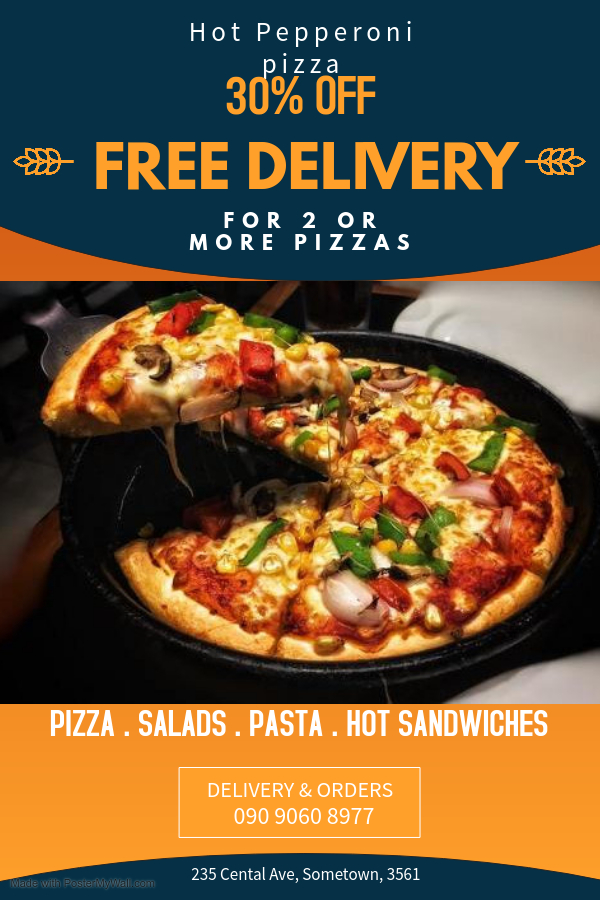 Hot Pepperoni
pizza
30% OFF
FREE DELIVERY
FOR 2 OR
MORE PIZZAS
PIZZA . SALADS . PASTA . HOT SANDWICHES
DELIVERY & ORDERS
090 9060 8977
235 Cental Ave, Sometown, 3561
Made with PosterMyWall.com